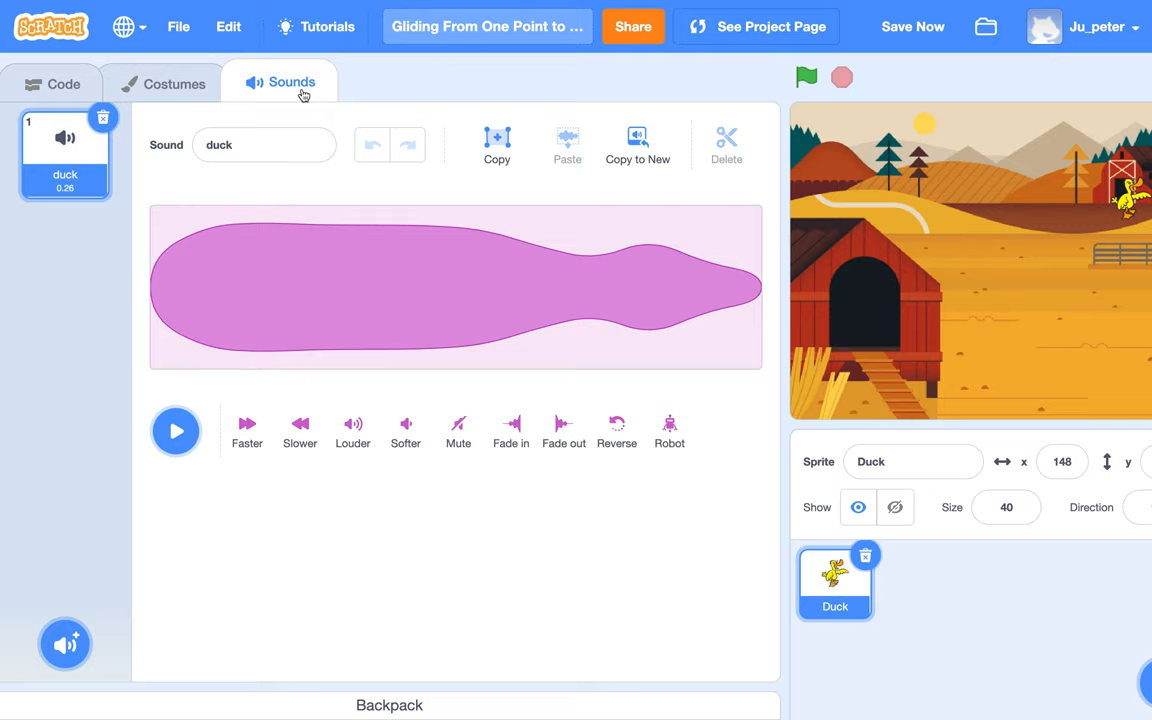 SCRATCH File Edit Tutorials Gliding From One Point to ... Share See Project Page Save Now Ju_peter
Code Costumes Sounds
1
duck
0.26
Sound duck Copy Paste Copy to New Delete
Faster Slower Louder Softer Mute Fade in Fade out Reverse Robot
Sprite Duck x 148 y
Show Size 40 Direction
Duck
Backpack